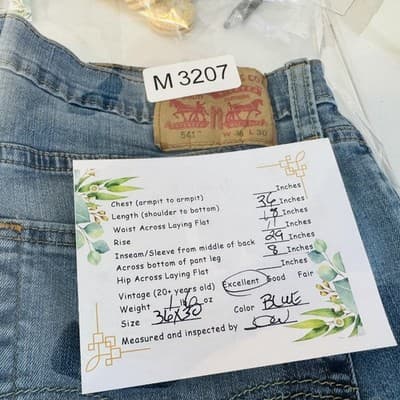 M 3207
541 W 36 L 30
Chest (armpit to armpit) Inches
Length (shoulder to bottom) 36 Inches
Waist Across Laying Flat 18 Inches
Rise 11 Inches
Inseam/Sleeve from middle of back 29 Inches
Across bottom of pant leg 8 Inches
Hip Across Laying Flat Inches
Vintage (20+ years old) Excellent Good Fair
Weight oz
Size 36X30 Color BLUE
Measured and inspected by